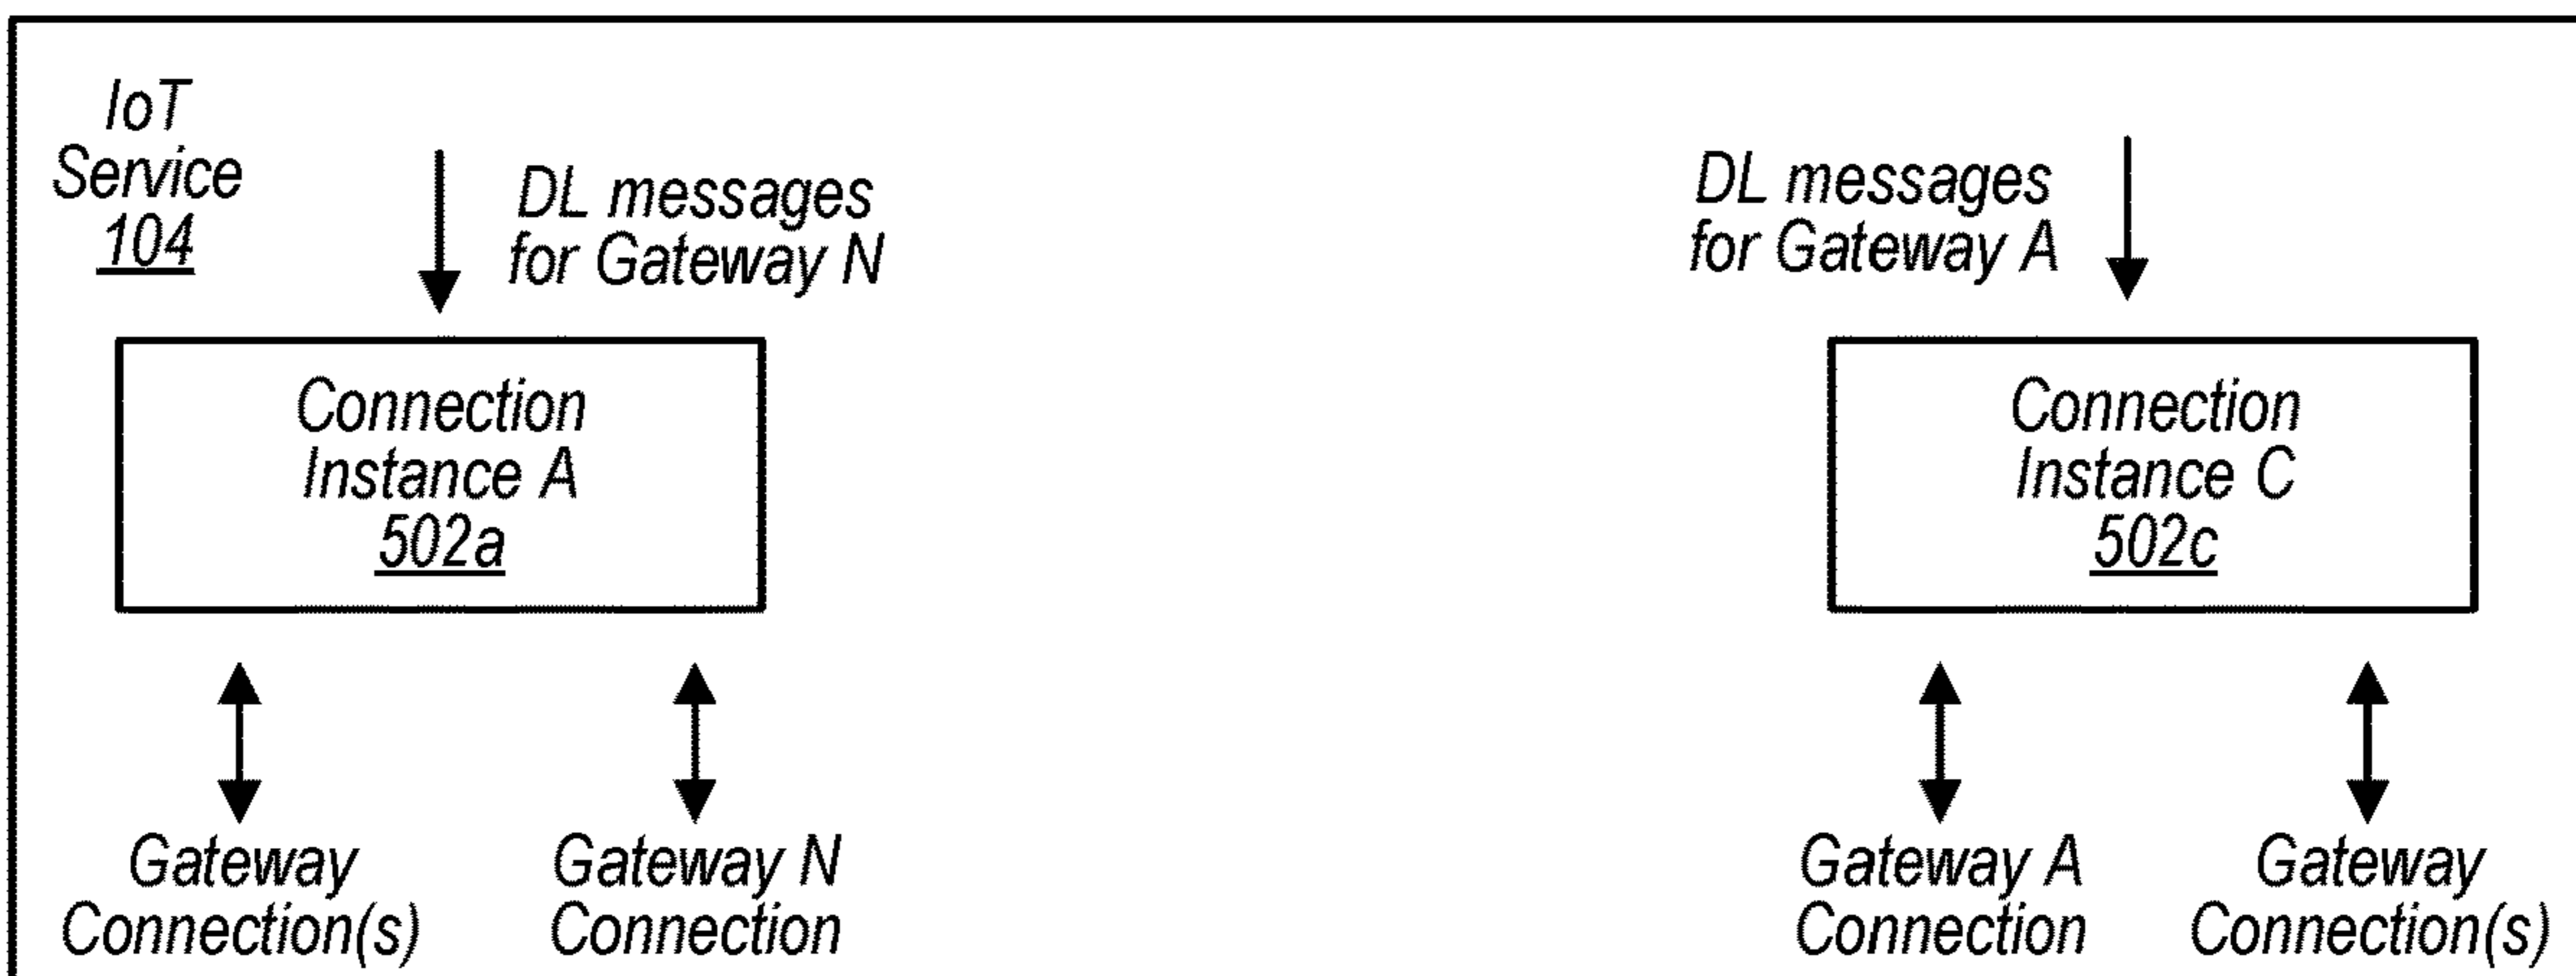 IoT
Service
104
DL messages
for Gateway N
DL messages
for Gateway A
Connection
Instance A
502a
Connection
Instance C
502c
Gateway
Connection(s)
Gateway N
Connection
Gateway A
Connection
Gateway
Connection(s)